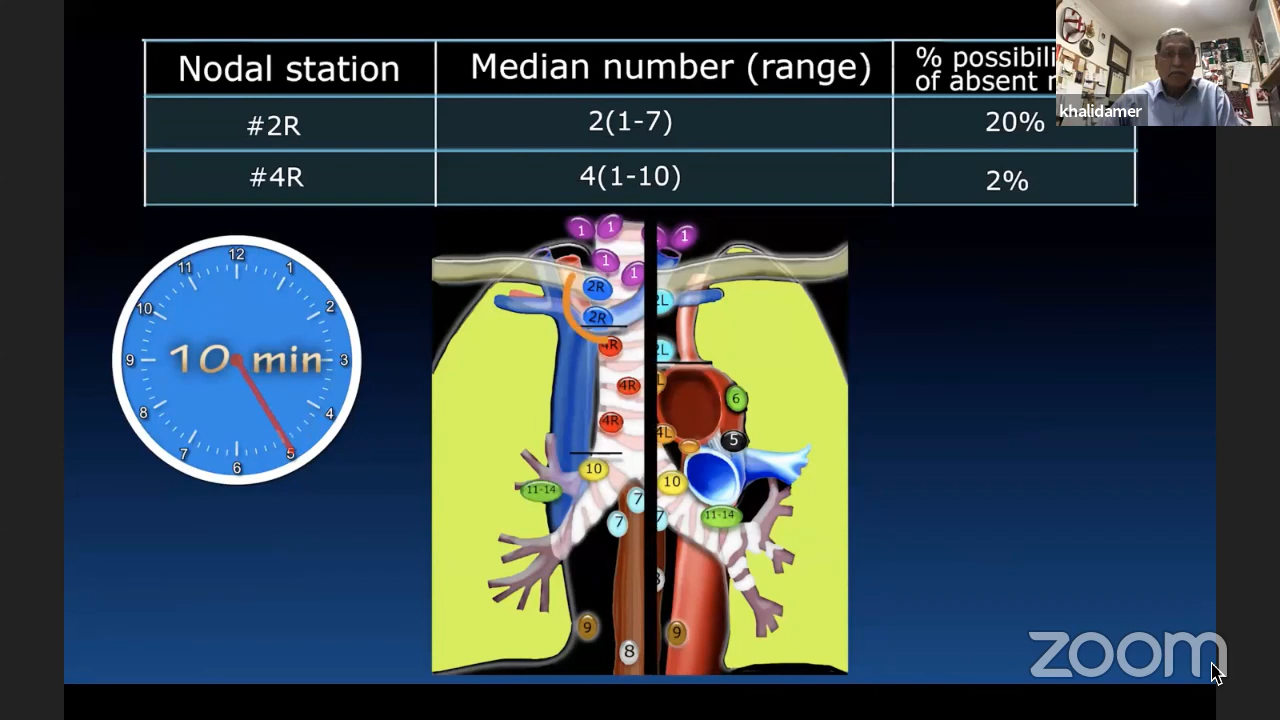 Nodal station Median number (range) % possibili
of absent
#2R 2(1-7) 20%
#4R 4(1-10) 2%
khalidamer
12
11 1
10 2
9 10 min 3
8 4
7 5
6
1 1 1
1
1
2R 2L
2R
4R 2L
4R 6
4R 4L 5
10 10
11-14 7 11-14
7 7
8
9 9
8
zoom